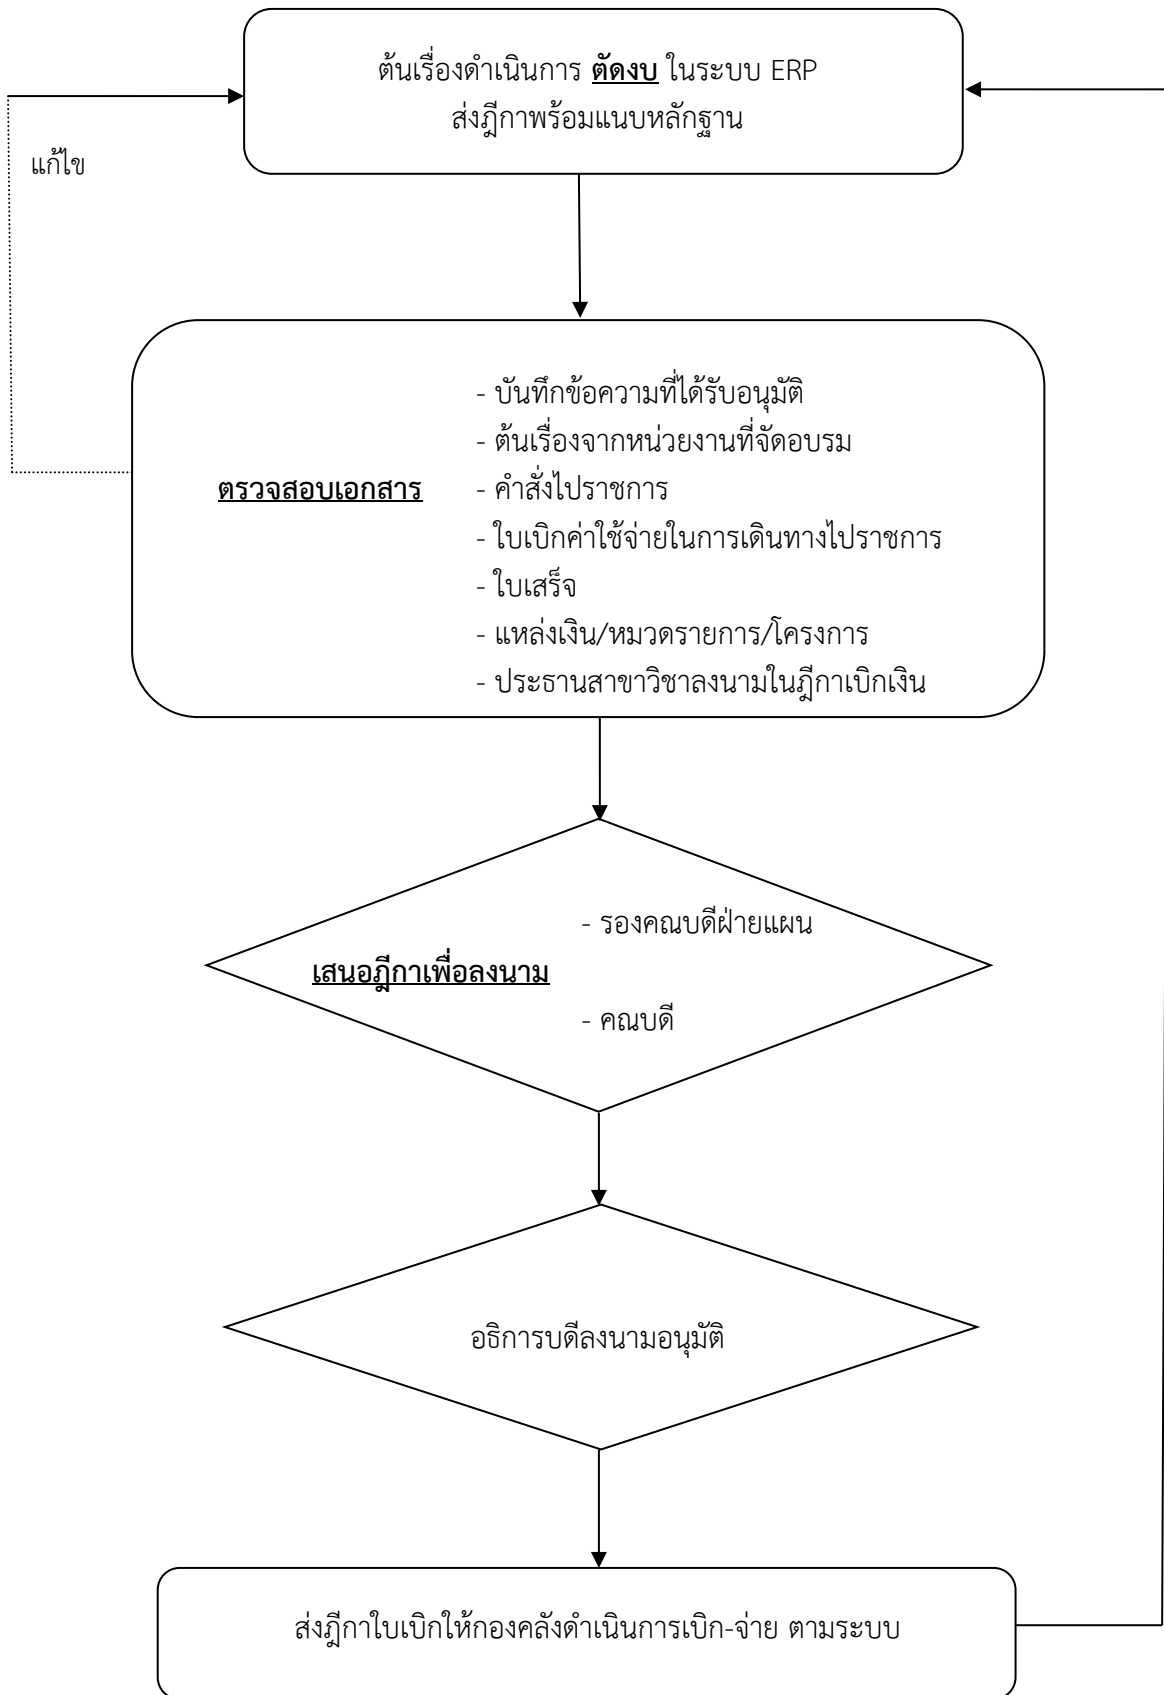 ต้นเรื่องดำเนินการ ตัดงบ ในระบบ ERP
ส่งฎีกาพร้อมแนบหลักฐาน
แก้ไข
- บันทึกข้อความที่ได้รับอนุมัติ
- ต้นเรื่องจากหน่วยงานที่จัดอบรม
ตรวจสอบเอกสาร - คำสั่งไปราชการ
- ใบเบิกค่าใช้จ่ายในการเดินทางไปราชการ
- ใบเสร็จ
- แหล่งเงิน/หมวดรายการ/โครงการ
- ประธานสาขาวิชาลงนามในฎีกาเบิกเงิน
- รองคณบดีฝ่ายแผน
เสนอฎีกาเพื่อลงนาม
- คณบดี
อธิการบดีลงนามอนุมัติ
ส่งฎีกาใบเบิกให้กองคลังดำเนินการเบิก-จ่าย ตามระบบ